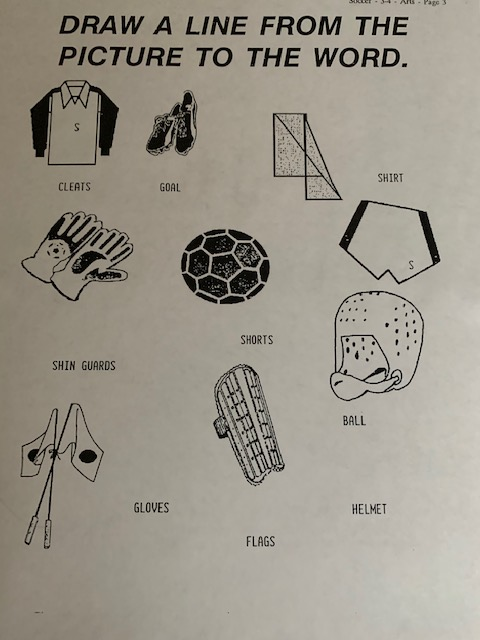 Soccer - 3-4 - Arts - Page 3
DRAW A LINE FROM THE
PICTURE TO THE WORD.
S
SHIRT
CLEATS GOAL
S
SHORTS
SHIN GUARDS
BALL
GLOVES HELMET
FLAGS